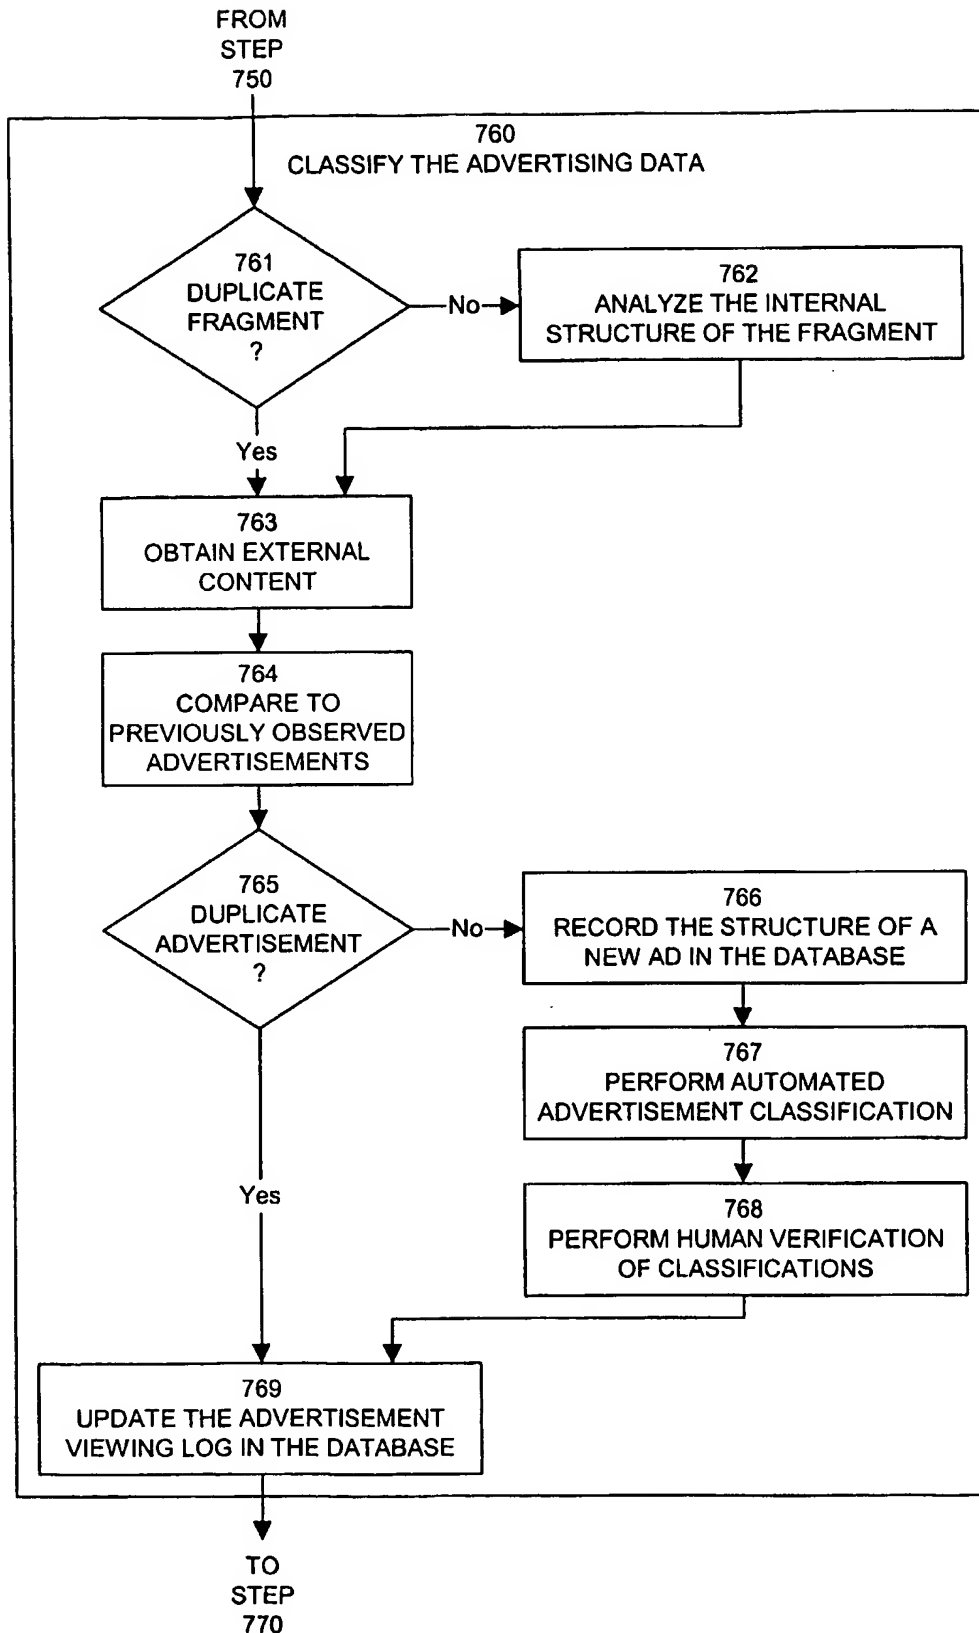 FROM
STEP
750
760
CLASSIFY THE ADVERTISING DATA
761
DUPLICATE
FRAGMENT
?
No
762
ANALYZE THE INTERNAL
STRUCTURE OF THE FRAGMENT
Yes
763
OBTAIN EXTERNAL
CONTENT
764
COMPARE TO
PREVIOUSLY OBSERVED
ADVERTISEMENTS
765
DUPLICATE
ADVERTISEMENT
?
No
766
RECORD THE STRUCTURE OF A
NEW AD IN THE DATABASE
767
PERFORM AUTOMATED
ADVERTISEMENT CLASSIFICATION
768
PERFORM HUMAN VERIFICATION
OF CLASSIFICATIONS
Yes
769
UPDATE THE ADVERTISEMENT
VIEWING LOG IN THE DATABASE
TO
STEP
770